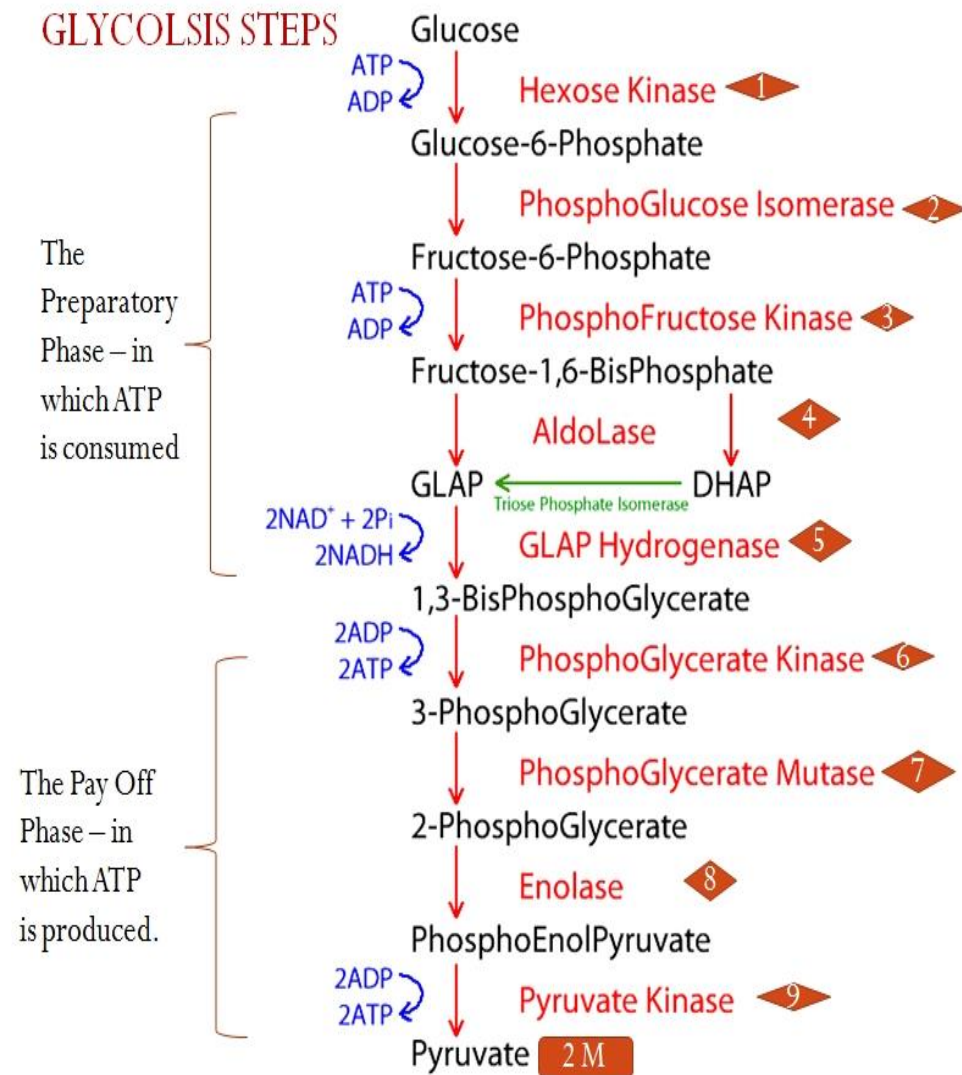 GLYCOLSIS STEPS
Glucose
ATP
ADP
Hexose Kinase 1
Glucose-6-Phosphate
PhosphoGlucose Isomerase 2
The
Preparatory
Phase – in
which ATP
is consumed
Fructose-6-Phosphate
ATP
ADP
PhosphoFructose Kinase 3
Fructose-1,6-BisPhosphate
AldoLase 4
GLAP DHAP
Triose Phosphate Isomerase
2NAD⁺ + 2Pi
2NADH
GLAP Hydrogenase 5
1,3-BisPhosphoGlycerate
2ADP
2ATP
PhosphoGlycerate Kinase 6
3-PhosphoGlycerate
PhosphoGlycerate Mutase 7
The Pay Off
Phase – in
which ATP
is produced.
2-PhosphoGlycerate
Enolase 8
PhosphoEnolPyruvate
2ADP
2ATP
Pyruvate Kinase 9
Pyruvate 2 M